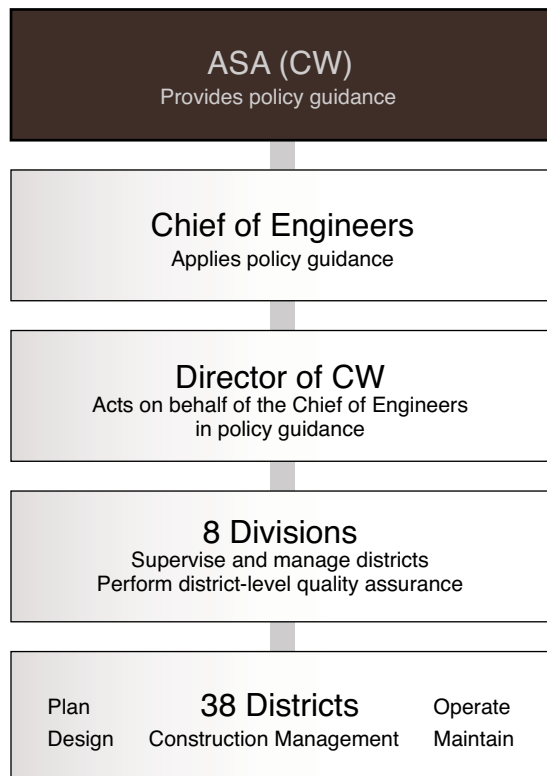 ASA (CW)
Provides policy guidance
Chief of Engineers
Applies policy guidance
Director of CW
Acts on behalf of the Chief of Engineers
in policy guidance
8 Divisions
Supervise and manage districts
Perform district-level quality assurance
Plan 38 Districts Operate
Design Construction Management Maintain